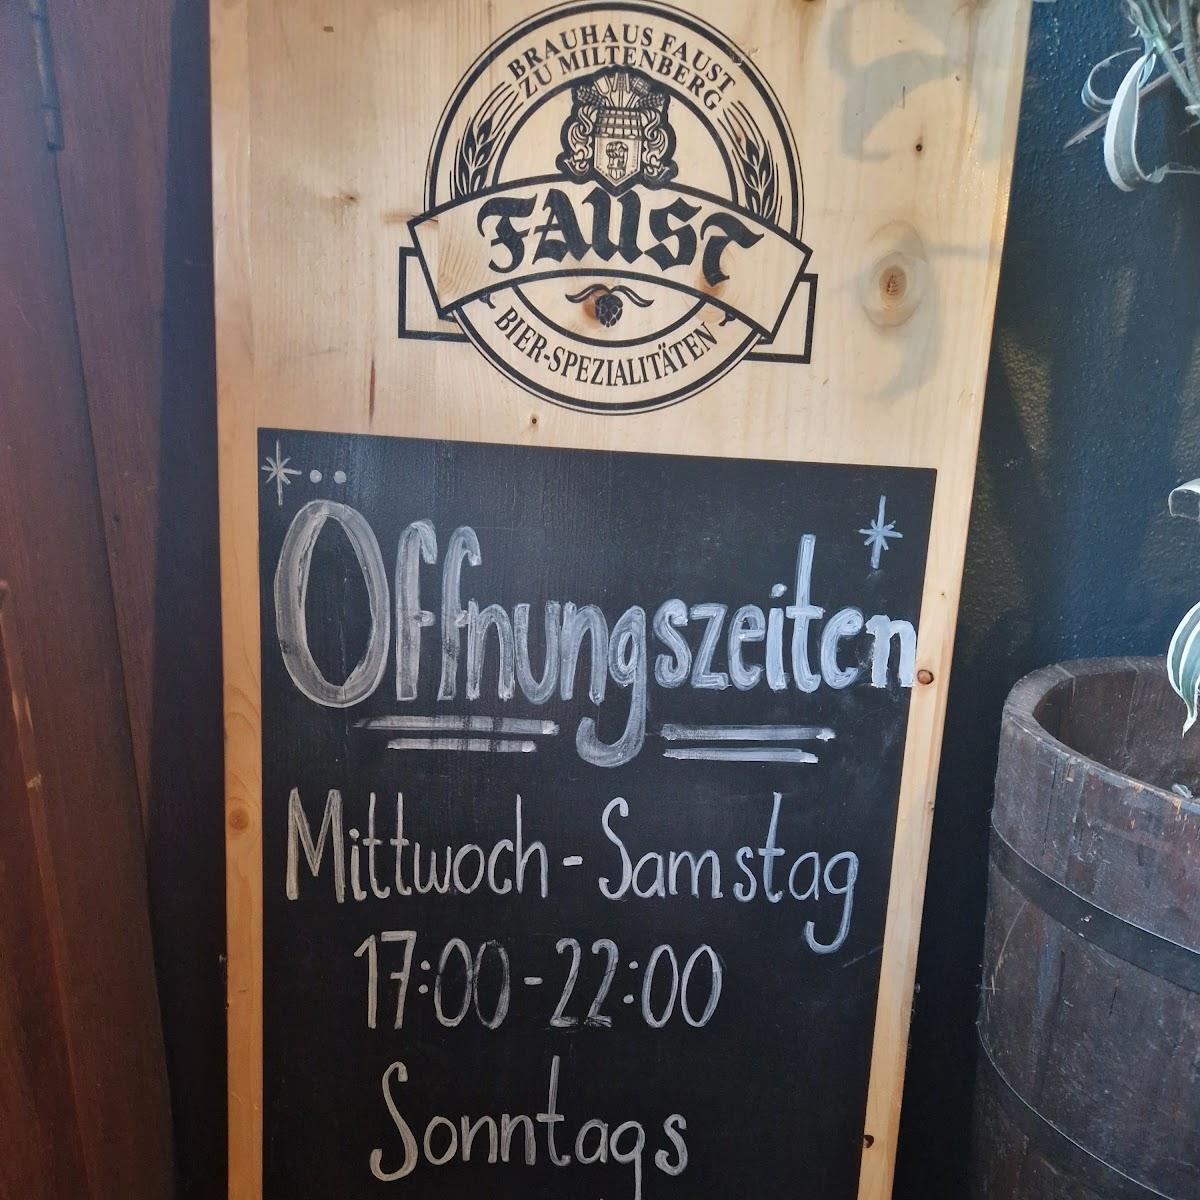 BRAUHAUS FAUST
ZU MILTENBERG
FAUST
BIER-SPEZIALITÄTEN
Öffnungszeiten
Mittwoch - Samstag
17:00 - 22:00
Sonntags